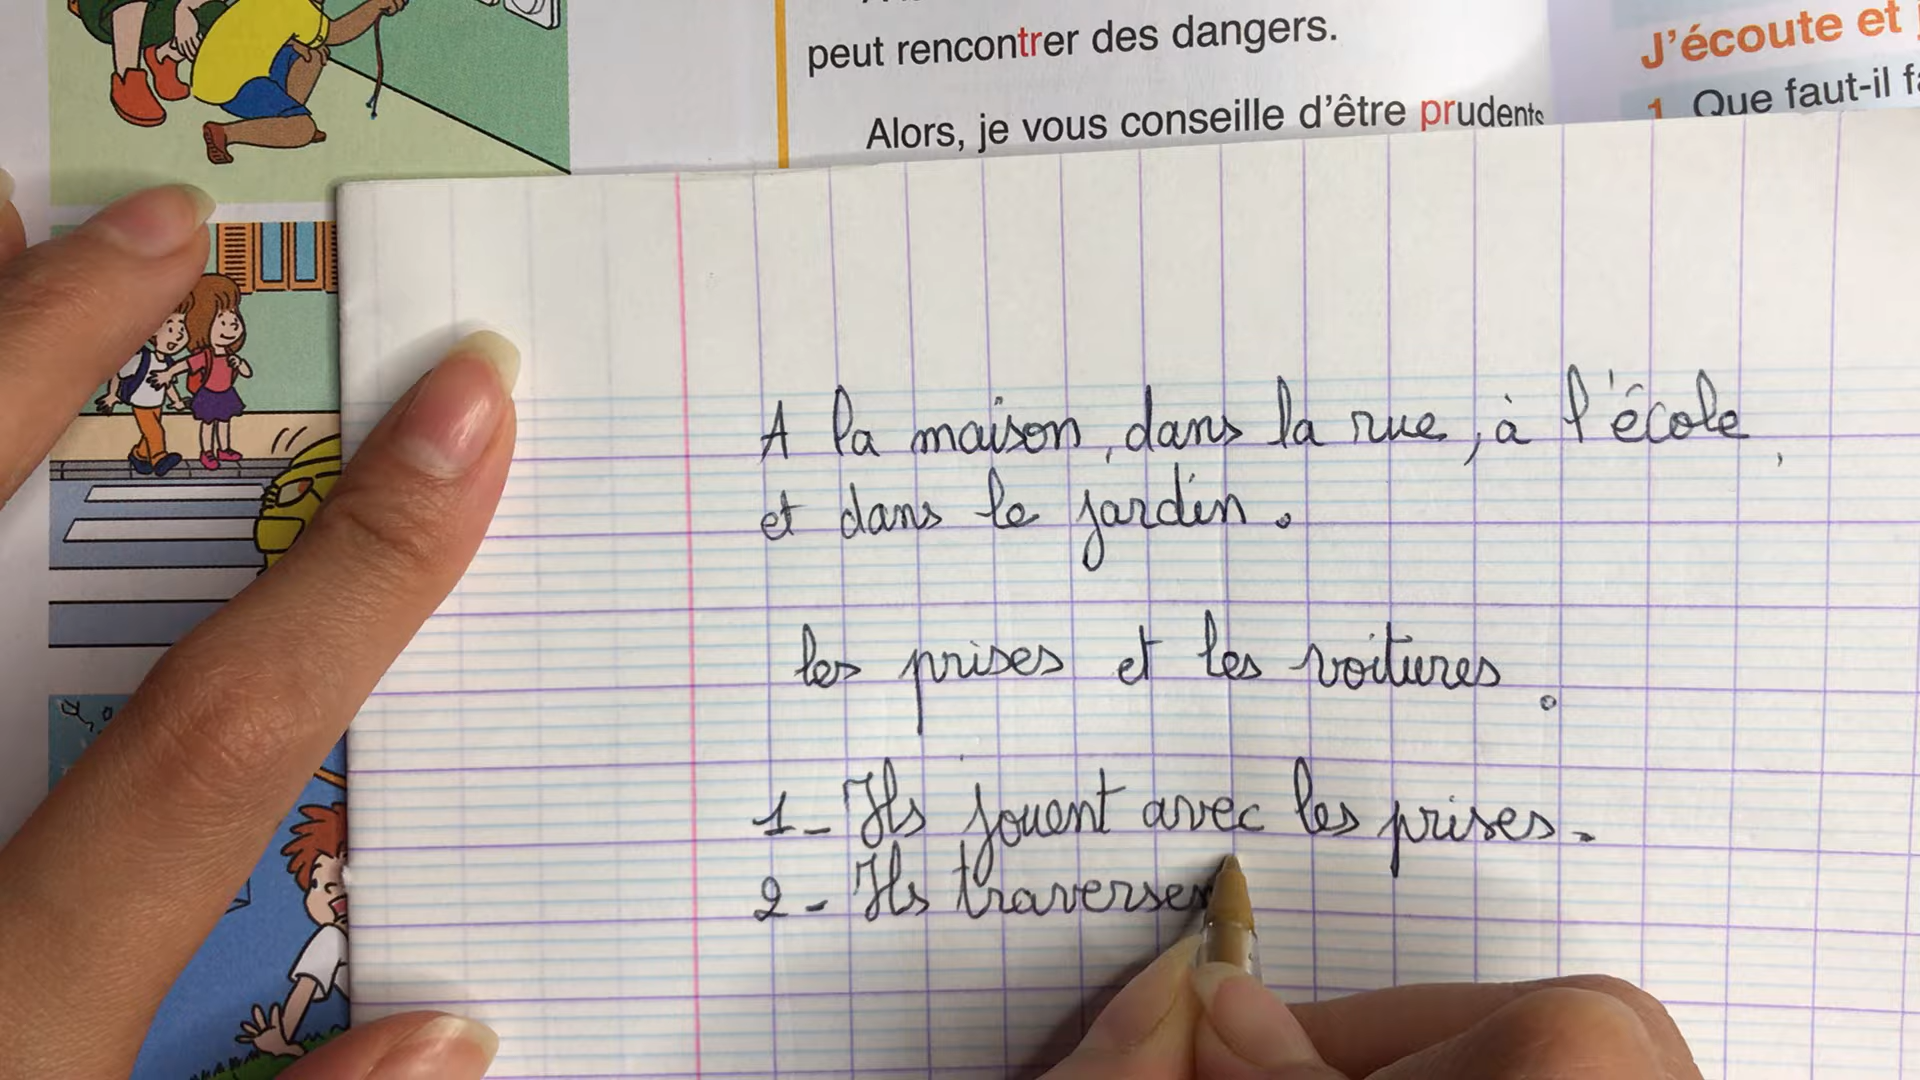 peut rencontrer des dangers.
Alors, je vous conseille d'être prudents
J'écoute et
1 Que faut-il
A la maison, dans la rue, à l'école,
et dans le jardin.
les prises et les voitures.
1- Ils jouent avec les prises.
2- Ils traversen